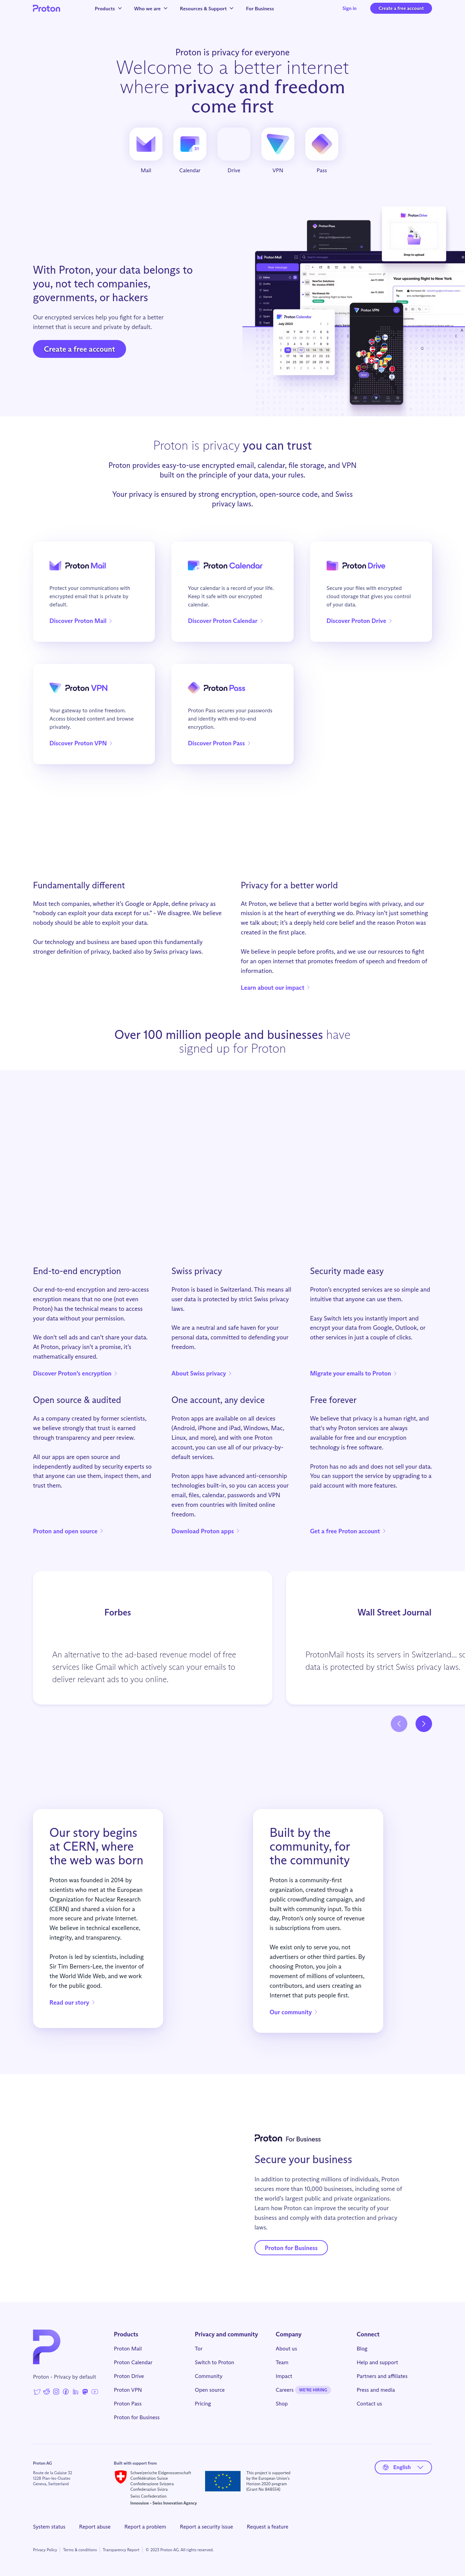 Proton
Products
Who we are
Resources & Support
For Business
Sign in
Create a free account
Proton is privacy for everyone
Welcome to a better internet
where privacy and freedom
come first
Mail
Calendar
Drive
VPN
Pass
With Proton, your data belongs to
you, not tech companies,
governments, or hackers
Our encrypted services help you fight for a better
internet that is secure and private by default.
Create a free account
Proton is privacy you can trust
Proton provides easy-to-use encrypted email, calendar, file storage, and VPN
built on the principle of your data, your rules.
Your privacy is ensured by strong encryption, open-source code, and Swiss
privacy laws.
Proton Mail
Protect your communications with
encrypted email that is private by
default.
Discover Proton Mail
Proton Calendar
Your calendar is a record of your life.
Keep it safe with our encrypted
calendar.
Discover Proton Calendar
Proton Drive
Secure your files with encrypted
cloud storage that gives you control
of your data.
Discover Proton Drive
Proton VPN
Your gateway to online freedom.
Access blocked content and browse
privately.
Discover Proton VPN
Proton Pass
Proton Pass secures your passwords
and identity with end-to-end
encryption.
Discover Proton Pass
Fundamentally different
Most tech companies, whether it's Google or Apple, define privacy as
"nobody can exploit your data except for us." - We disagree. We believe
nobody should be able to exploit your data.
Our technology and business are based upon this fundamentally
stronger definition of privacy, backed also by Swiss privacy laws.
Privacy for a better world
At Proton, we believe that a better world begins with privacy, and our
mission is at the heart of everything we do. Privacy isn't just something
we talk about; it's a deeply held core belief and the reason Proton was
created in the first place.
We believe in people before profits, and we use our resources to fight
for an open internet that promotes freedom of speech and freedom of
information.
Learn about our impact
Over 100 million people and businesses have
signed up for Proton
End-to-end encryption
Our end-to-end encryption and zero-access
encryption means that no one (not even
Proton) has the technical means to access
your data without your permission.
We don't sell ads and can't share your data.
At Proton, privacy isn't a promise, it's
mathematically ensured.
Discover Proton's encryption
Swiss privacy
Proton is based in Switzerland. This means all
user data is protected by strict Swiss privacy
laws.
We are a neutral and safe haven for your
personal data, committed to defending your
freedom.
About Swiss privacy
Security made easy
Proton's encrypted services are so simple and
intuitive that anyone can use them.
Easy Switch lets you instantly import and
encrypt your data from Google, Outlook, or
other services in just a couple of clicks.
Migrate your emails to Proton
Open source & audited
As a company created by former scientists,
we believe strongly that trust is earned
through transparency and peer review.
All our apps are open source and
independently audited by security experts so
that anyone can use them, inspect them, and
trust them.
Proton and open source
One account, any device
Proton apps are available on all devices
(Android, iPhone and iPad, Windows, Mac,
Linux, and more), and with one Proton
account, you can use all of our privacy-by-
default services.
Proton apps have advanced anti-censorship
technologies built-in, so you can access your
email, files, calendar, passwords and VPN
even from countries with limited online
freedom.
Download Proton apps
Free forever
We believe that privacy is a human right, and
that's why Proton services are always
available for free and our encryption
technology is free software.
Proton has no ads and does not sell your data.
You can support the service by upgrading to a
paid account with more features.
Get a free Proton account
Forbes
An alternative to the ad-based revenue model of free
services like Gmail which actively scan your emails to
deliver relevant ads to you online.
Wall Street Journal
ProtonMail hosts its servers in Switzerland... so
data is protected by strict Swiss privacy laws.
Our story begins
at CERN, where
the web was born
Proton was founded in 2014 by
scientists who met at the European
Organization for Nuclear Research
(CERN) and shared a vision for a
more secure and private Internet.
We believe in technical excellence,
integrity, and transparency.
Proton is led by scientists, including
Sir Tim Berners-Lee, the inventor of
the World Wide Web, and we work
for the public good.
Read our story
Built by the
community, for
the community
Proton is a community-first
organization, created through a
public crowdfunding campaign, and
built with community input. To this
day, Proton's only source of revenue
is subscriptions from users.
We exist only to serve you, not
advertisers or other third parties. By
choosing Proton, you join a
movement of millions of volunteers,
contributors, and users creating an
Internet that puts people first.
Our community
Proton For Business
Secure your business
In addition to protecting millions of individuals, Proton
secures more than 10,000 businesses, including some of
the world's largest public and private organizations.
Learn how Proton can improve the security of your
business and comply with data protection and privacy
laws.
Proton for Business
Proton - Privacy by default
Products
Proton Mail
Proton Calendar
Proton Drive
Proton VPN
Proton Pass
Proton for Business
Privacy and community
Tor
Switch to Proton
Community
Open source
Pricing
Company
About us
Team
Impact
Careers WE'RE HIRING
Shop
Connect
Blog
Help and support
Partners and affiliates
Press and media
Contact us
Proton AG
Route de la Galaise 32
1228 Plan-les-Ouates
Geneva, Switzerland
Built with support from
Schweizerische Eidgenossenschaft
Confédération Suisse
Confederazione Svizzera
Confederaziun Svizra
Swiss Confederation
Innosuisse – Swiss Innovation Agency
This project is supported
by the European Union's
Horizon 2020 program
(Grant No 848554)
English
System status
Report abuse
Report a problem
Report a security issue
Request a feature
Privacy Policy
Terms & conditions
Transparency Report
© 2023 Proton AG. All rights reserved.